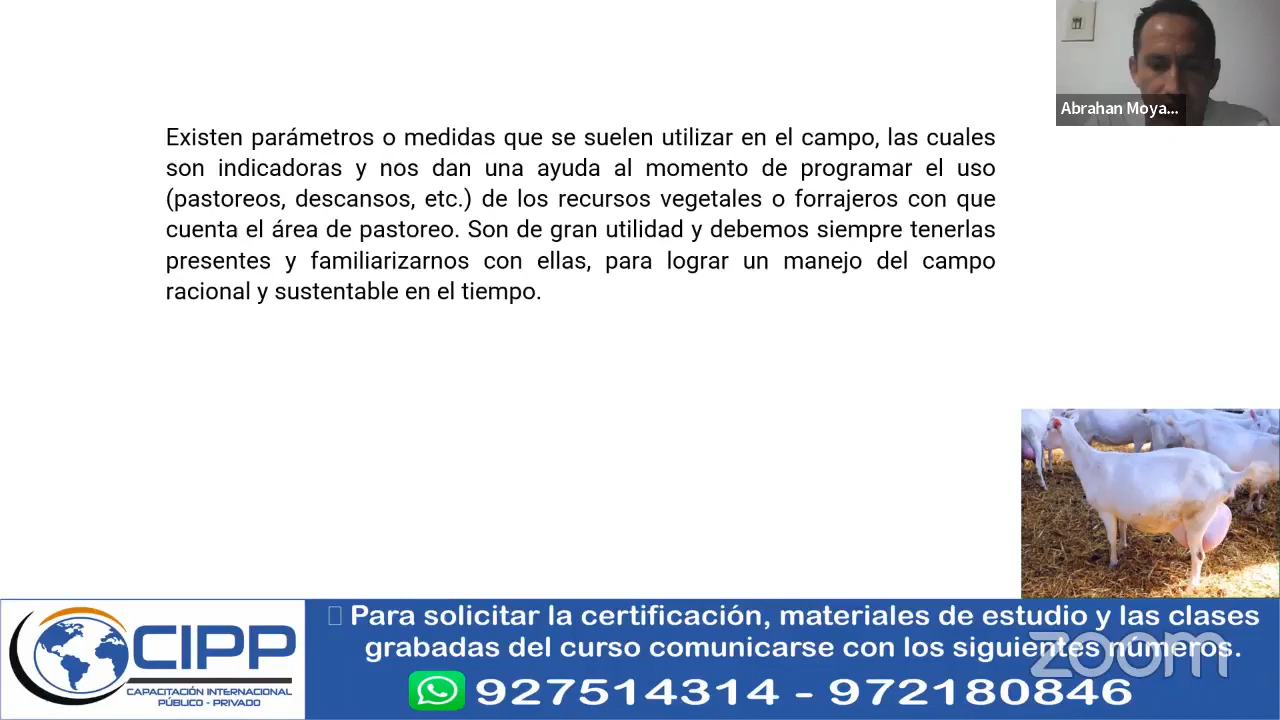 Abrahan Moya...
Existen parámetros o medidas que se suelen utilizar en el campo, las cuales
son indicadoras y nos dan una ayuda al momento de programar el uso
(pastoreos, descansos, etc.) de los recursos vegetales o forrajeros con que
cuenta el área de pastoreo. Son de gran utilidad y debemos siempre tenerlas
presentes y familiarizarnos con ellas, para lograr un manejo del campo
racional y sustentable en el tiempo.
CIPP
CAPACITACIÓN INTERNACIONAL
PÚBLICO - PRIVADO
Para solicitar la certificación, materiales de estudio y las clases
grabadas del curso comunicarse con los siguientes números.
927514314 - 972180846
zoom